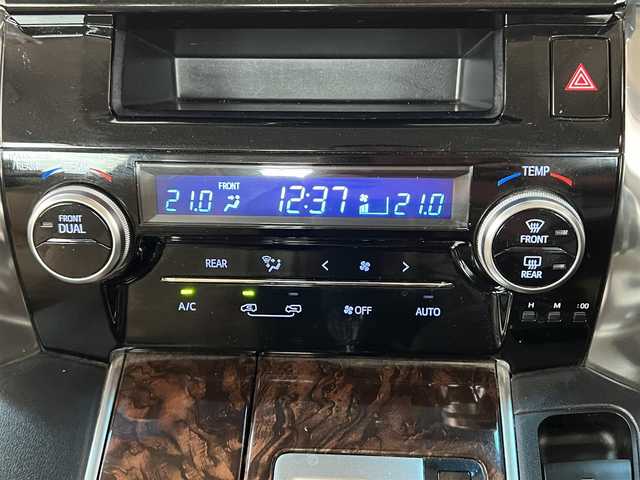 TEMP
FRONT
21.0 12:37 21.0
FRONT
DUAL
FRONT
REAR
REAR
A/C
OFF
AUTO
H M :00